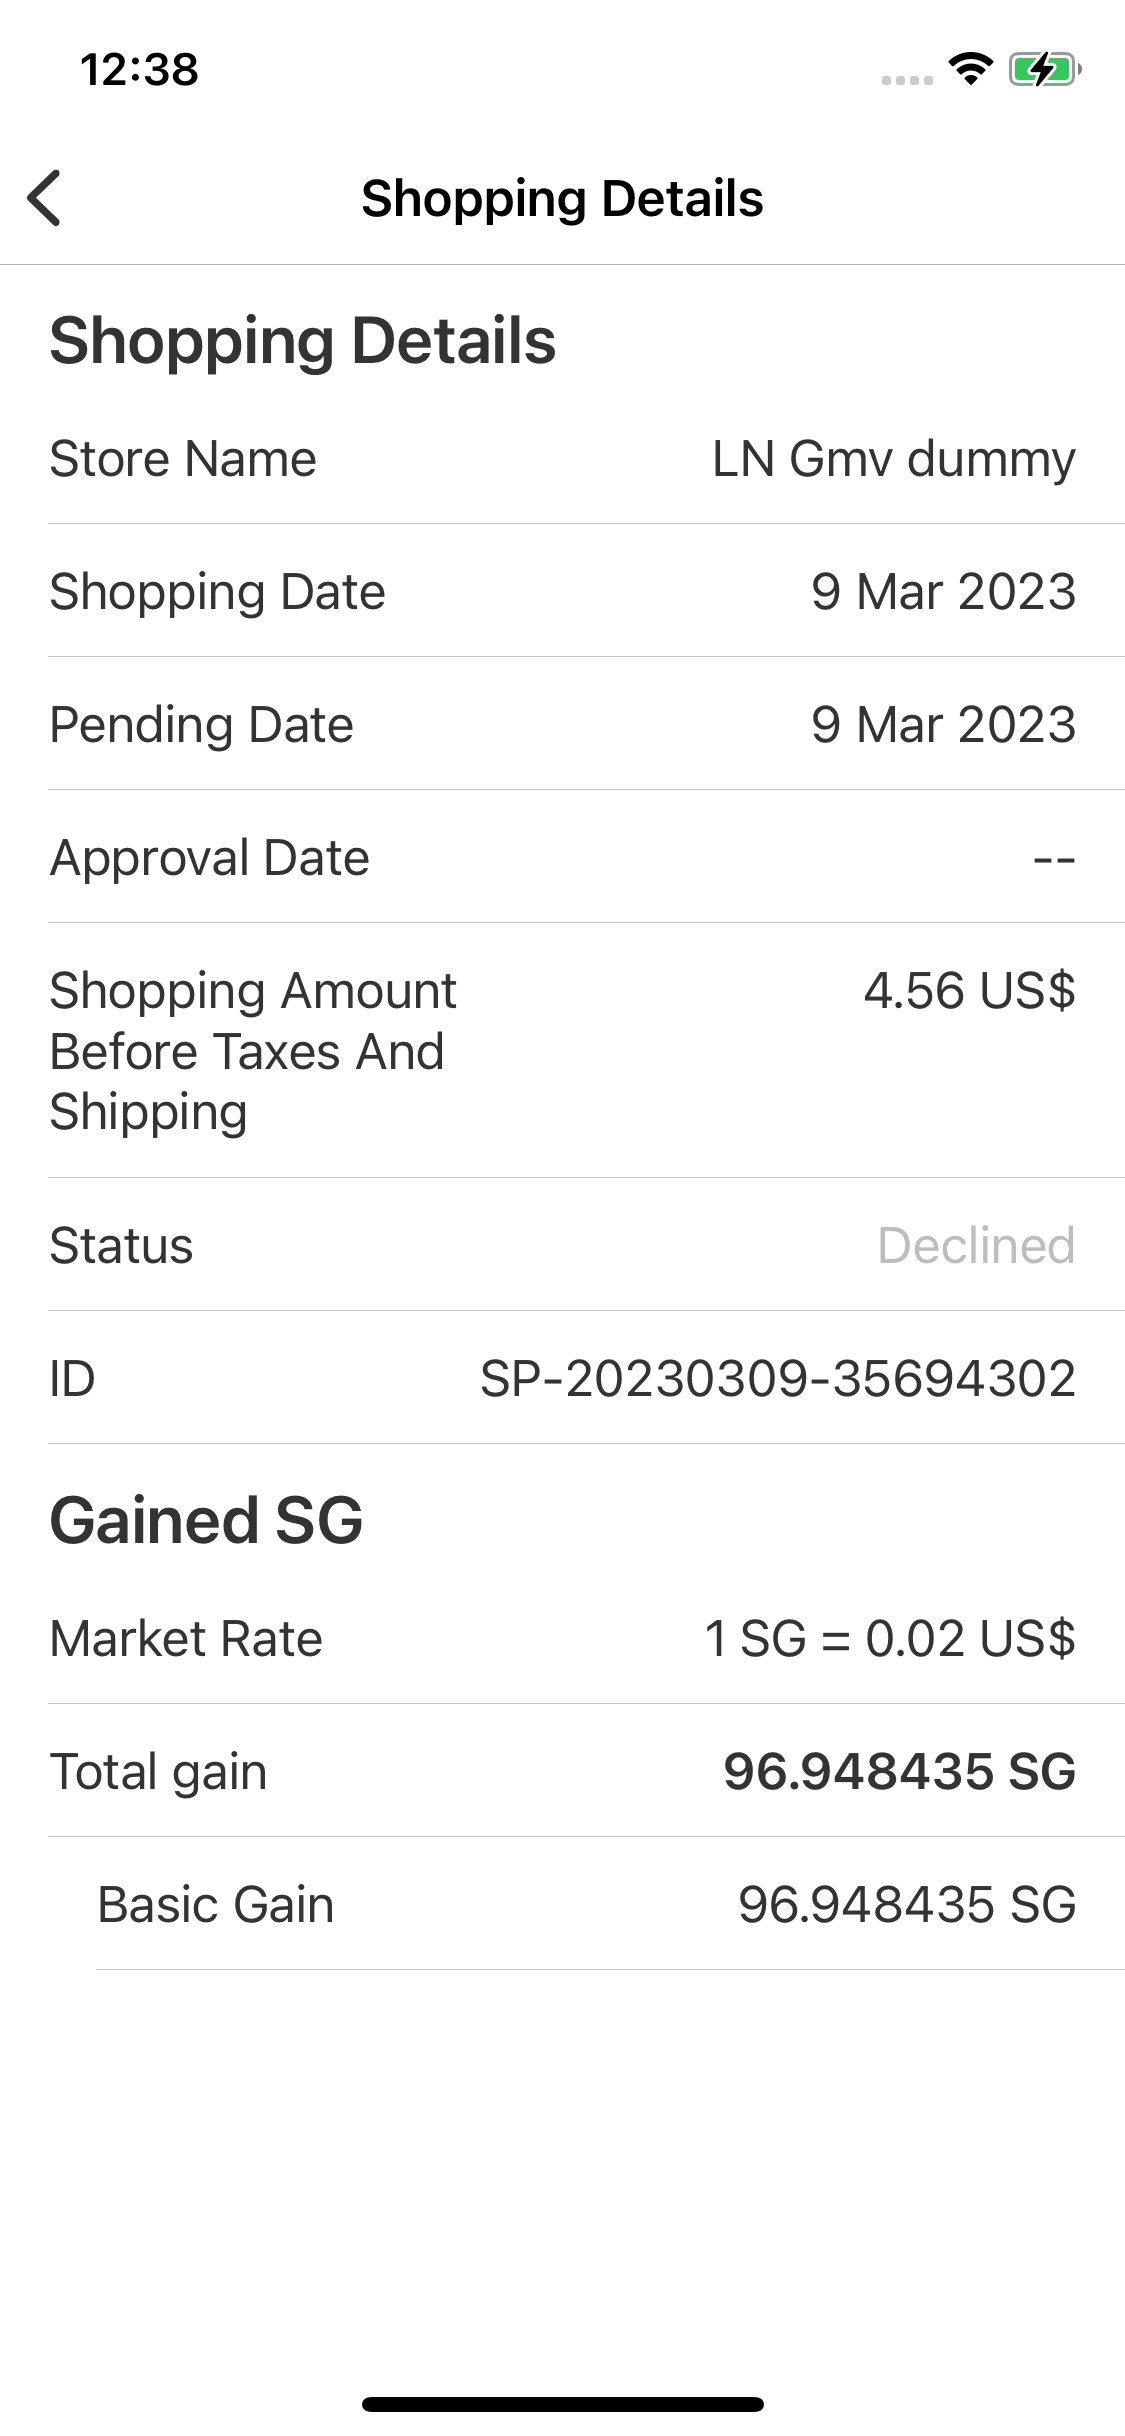 12:38
Shopping Details
Shopping Details
Store Name LN Gmv dummy
Shopping Date 9 Mar 2023
Pending Date 9 Mar 2023
Approval Date --
Shopping Amount 4.56 US$
Before Taxes And
Shipping
Status Declined
ID SP-20230309-35694302
Gained SG
Market Rate 1 SG = 0.02 US$
Total gain 96.948435 SG
Basic Gain 96.948435 SG